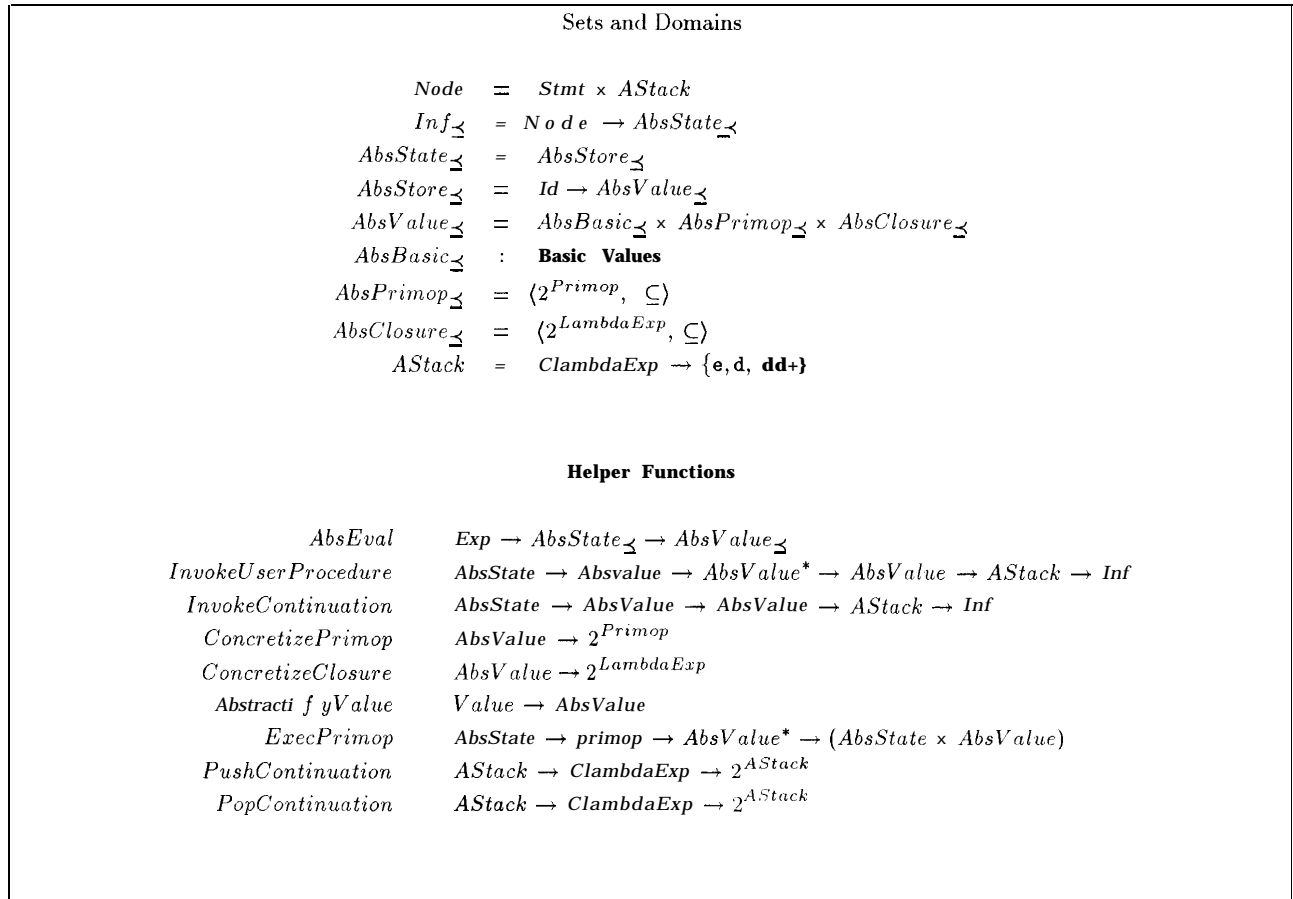 Sets and Domains
Node = Stmt × AStack
Inf⪯ = Node → AbsState⪯
AbsState⪯ = AbsStore⪯
AbsStore⪯ = Id → AbsValue⪯
AbsValue⪯ = AbsBasic⪯ × AbsPrimop⪯ × AbsClosure⪯
AbsBasic⪯ : Basic Values
AbsPrimop⪯ = ⟨2^Primop, ⊆⟩
AbsClosure⪯ = ⟨2^LambdaExp, ⊆⟩
AStack = ClambdaExp → {e,d, dd+}
Helper Functions
AbsEval Exp → AbsState⪯ → AbsValue⪯
InvokeUserProcedure AbsState → Absvalue → AbsValue* → AbsValue → AStack → Inf
InvokeContinuation AbsState → AbsValue → AbsValue → AStack → Inf
ConcretizePrimop AbsValue → 2^Primop
ConcretizeClosure AbsValue → 2^LambdaExp
Abstracti f yValue Value → AbsValue
ExecPrimop AbsState → primop → AbsValue* → (AbsState × AbsValue)
PushContinuation AStack → ClambdaExp → 2^AStack
PopContinuation AStack → ClambdaExp → 2^AStack